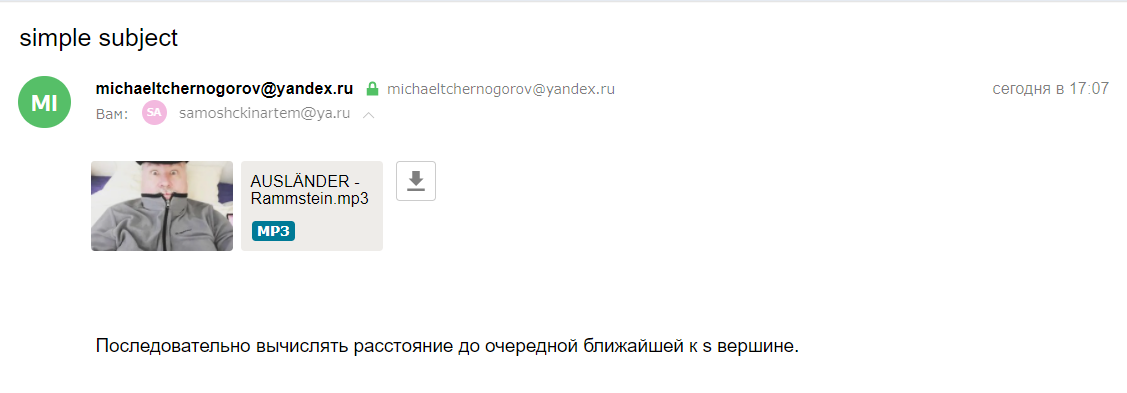 simple subject
MI
michaeltchernogorov@yandex.ru michaeltchernogorov@yandex.ru сегодня в 17:07
Вам: SA samoshckinartem@ya.ru
AUSLÄNDER -
Rammstein.mp3
MP3
Последовательно вычислять расстояние до очередной ближайшей к s вершине.